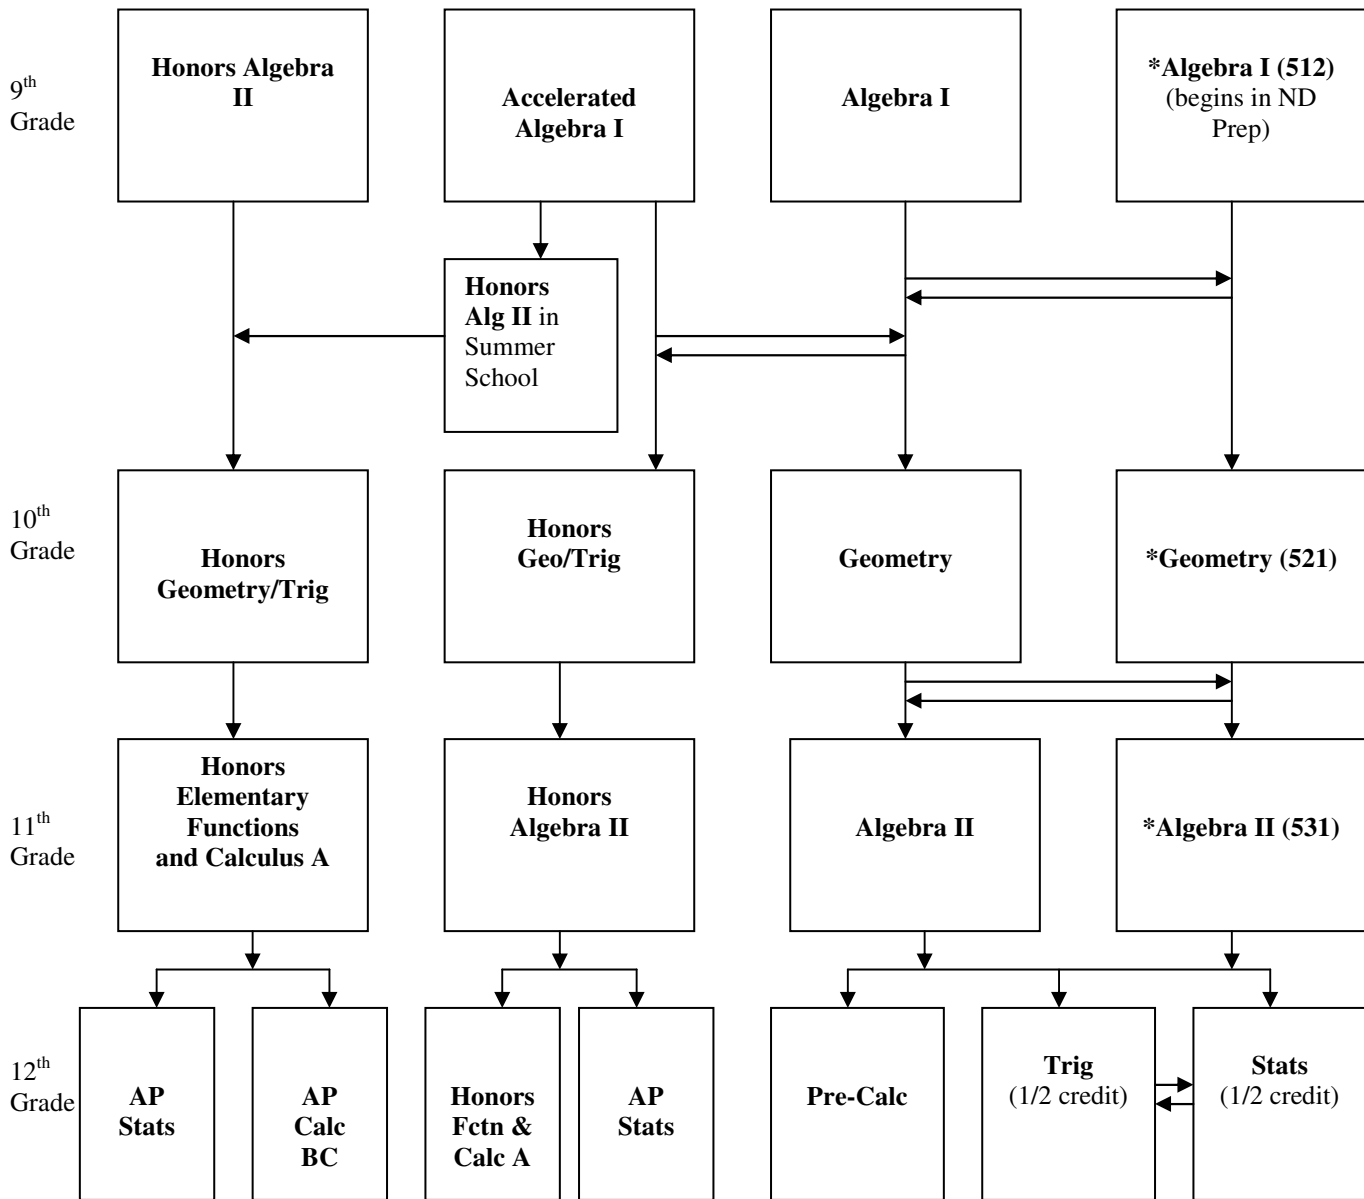 9th
Grade
Honors Algebra
II
Accelerated
Algebra I
Algebra I
*Algebra I (512)
(begins in ND
Prep)
Honors
Alg II in
Summer
School
10th
Grade
Honors
Geometry/Trig
Honors
Geo/Trig
Geometry
*Geometry (521)
11th
Grade
Honors
Elementary
Functions
and Calculus A
Honors
Algebra II
Algebra II
*Algebra II (531)
12th
Grade
AP
Stats
AP
Calc
BC
Honors
Fctn &
Calc A
AP
Stats
Pre-Calc
Trig
(1/2 credit)
Stats
(1/2 credit)